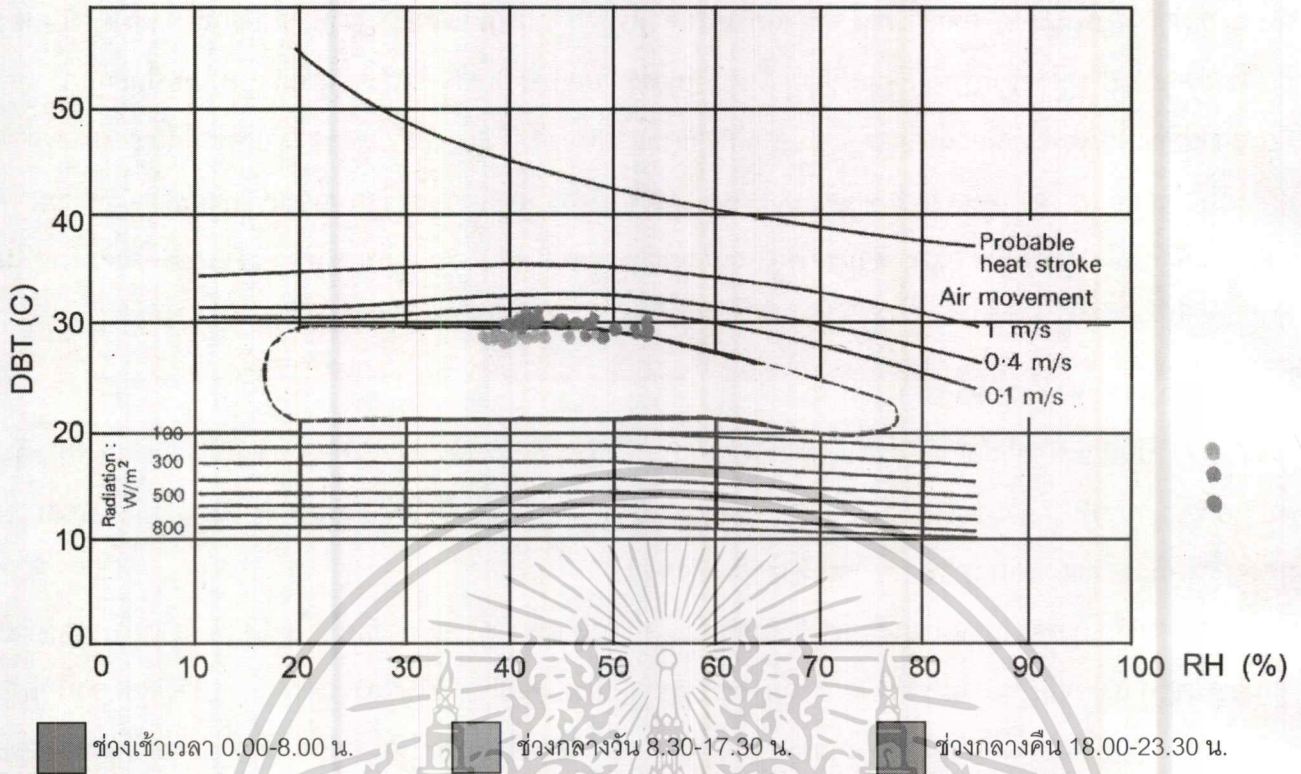 50
40
30
20
10
0
DBT (C)
Probable
heat stroke
Air movement
1 m/s
0·4 m/s
0·1 m/s
Radiation :
W/m²
100
300
500
800
0 10 20 30 40 50 60 70 80 90 100 RH (%)
ช่วงเช้าเวลา 0.00-8.00 น. ช่วงกลางวัน 8.30-17.30 น. ช่วงกลางคืน 18.00-23.30 น.